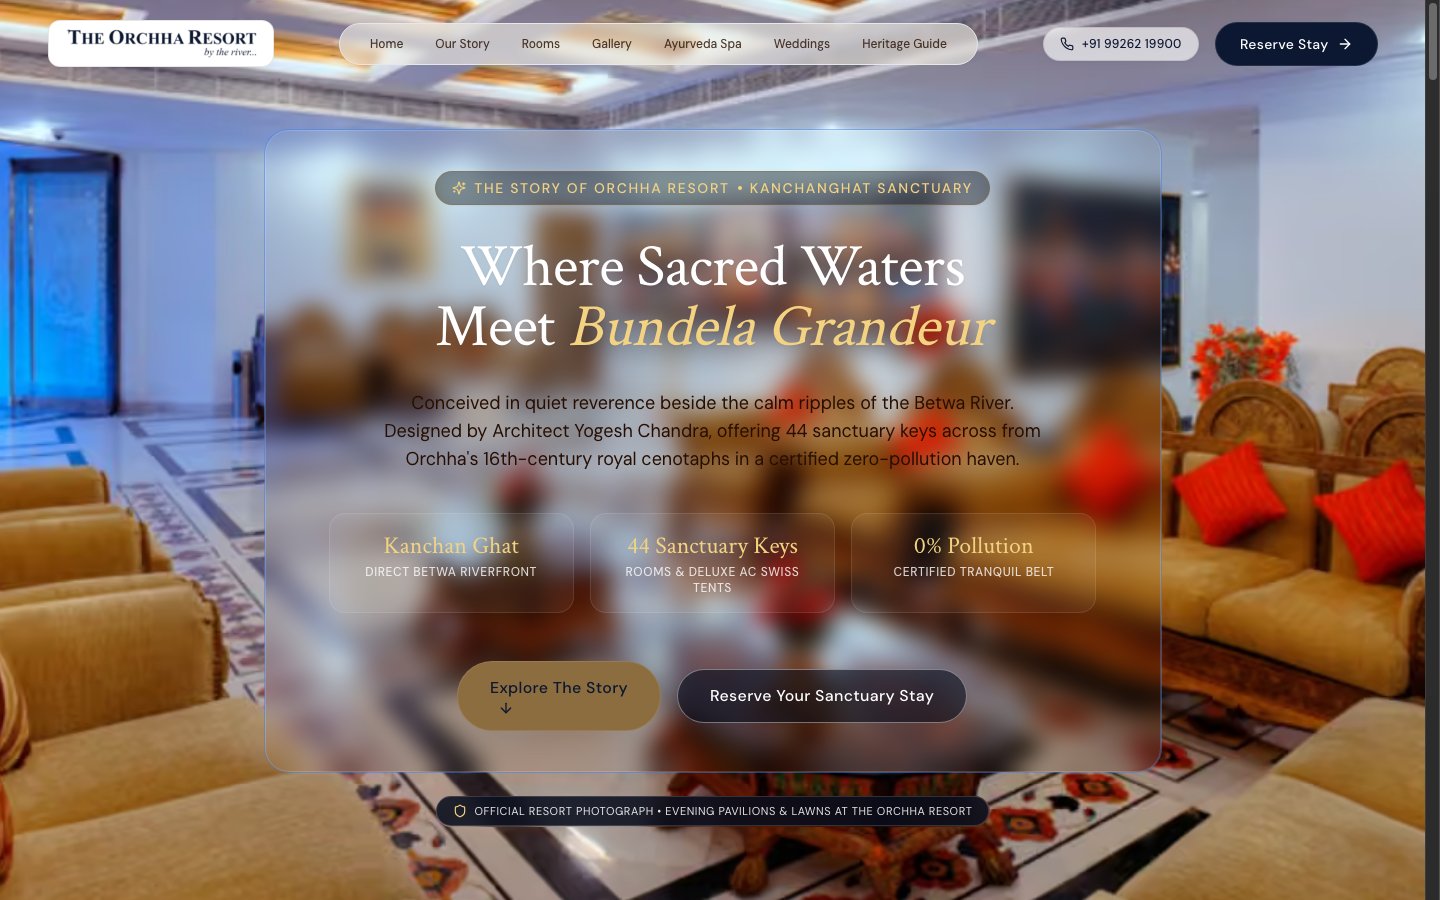 THE ORCHHA RESORT
by the river...
Home
Our Story
Rooms
Gallery
Ayurveda Spa
Weddings
Heritage Guide
+91 99262 19900
Reserve Stay
THE STORY OF ORCHHA RESORT • KANCHANGHAT SANCTUARY
Where Sacred Waters
Meet Bundela Grandeur
Conceived in quiet reverence beside the calm ripples of the Betwa River.
Designed by Architect Yogesh Chandra, offering 44 sanctuary keys across from
Orchha's 16th-century royal cenotaphs in a certified zero-pollution haven.
Kanchan Ghat
DIRECT BETWA RIVERFRONT
44 Sanctuary Keys
ROOMS & DELUXE AC SWISS
TENTS
0% Pollution
CERTIFIED TRANQUIL BELT
Explore The Story
Reserve Your Sanctuary Stay
OFFICIAL RESORT PHOTOGRAPH • EVENING PAVILIONS & LAWNS AT THE ORCHHA RESORT